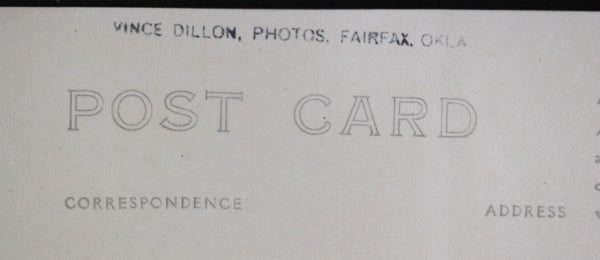 VINCE DILLON, PHOTOS. FAIRFAX, OKLA
POST CARD
CORRESPONDENCE
ADDRESS